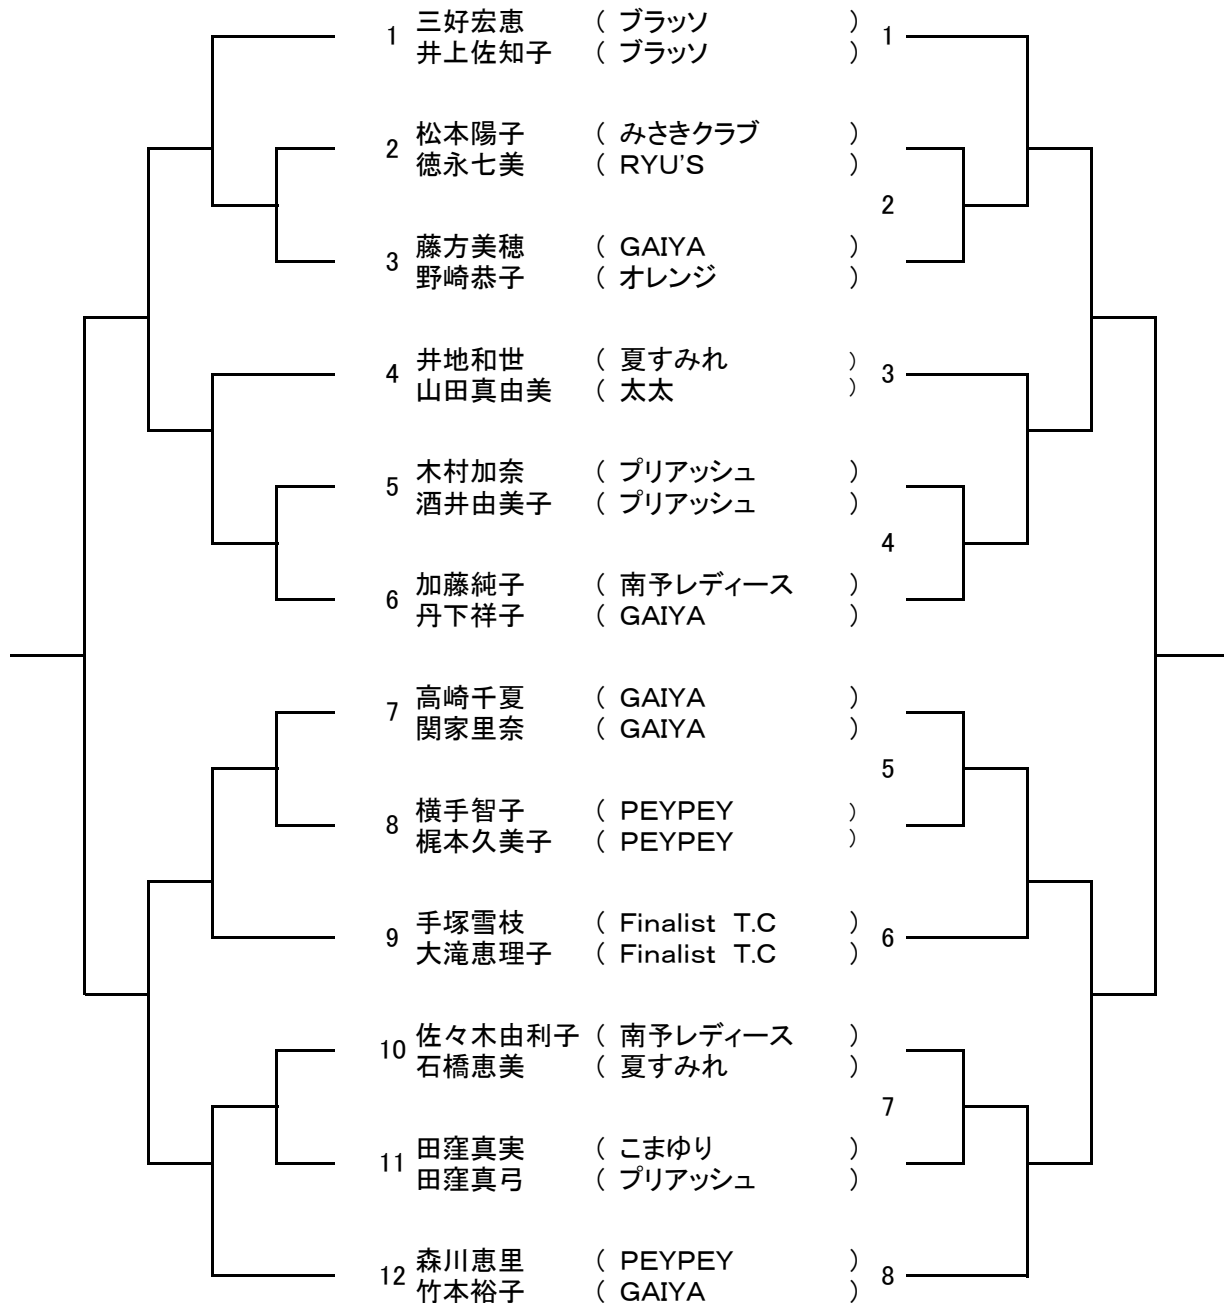 1 三好宏恵 ( ブラッソ ) 1
井上佐知子 ( ブラッソ )
2 松本陽子 ( みさきクラブ )
徳永七美 ( RYU'S )
2
3 藤方美穂 ( GAIYA )
野崎恭子 ( オレンジ )
4 井地和世 ( 夏すみれ ) 3
山田真由美 ( 太太 )
5 木村加奈 ( プリアッシュ )
酒井由美子 ( プリアッシュ )
4
6 加藤純子 ( 南予レディース )
丹下祥子 ( GAIYA )
7 高崎千夏 ( GAIYA )
関家里奈 ( GAIYA )
5
8 横手智子 ( PEYPEY )
梶本久美子 ( PEYPEY )
9 手塚雪枝 ( Finalist T.C ) 6
大滝恵理子 ( Finalist T.C )
10 佐々木由利子 ( 南予レディース )
石橋恵美 ( 夏すみれ )
7
11 田窪真実 ( こまゆり )
田窪真弓 ( プリアッシュ )
12 森川恵里 ( PEYPEY ) 8
竹本裕子 ( GAIYA )